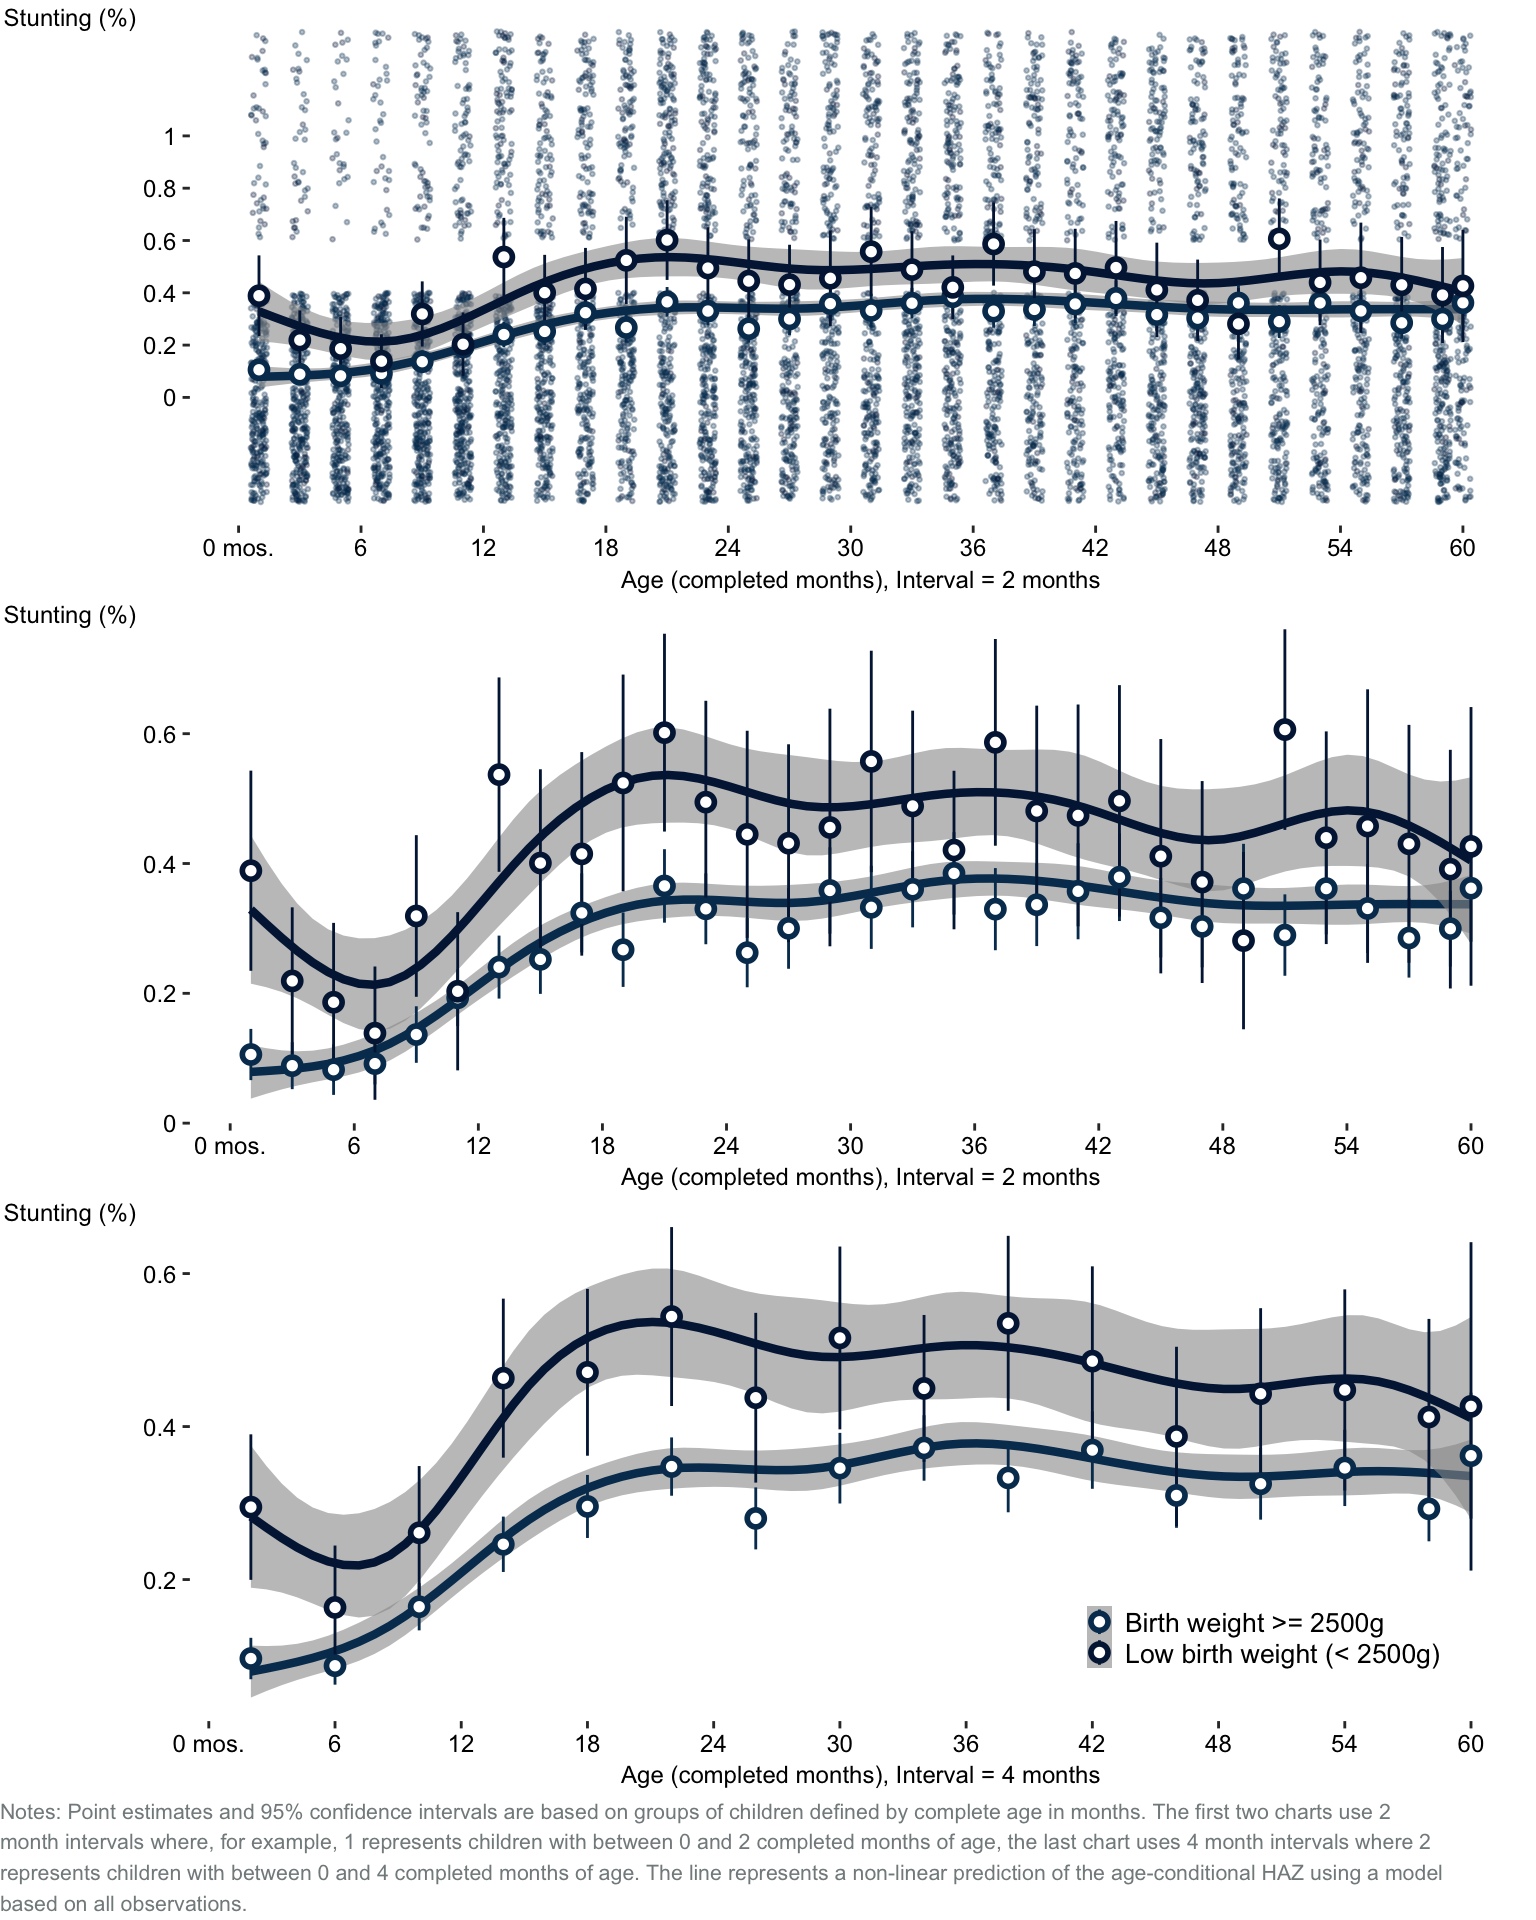 Stunting (%)
1
0.8
0.6
0.4
0.2
0
0 mos. 6 12 18 24 30 36 42 48 54 60
Age (completed months), Interval = 2 months
Stunting (%)
0.6
0.4
0.2
0
0 mos. 6 12 18 24 30 36 42 48 54 60
Age (completed months), Interval = 2 months
Stunting (%)
0.6
0.4
0.2
Birth weight >= 2500g
Low birth weight (< 2500g)
0 mos. 6 12 18 24 30 36 42 48 54 60
Age (completed months), Interval = 4 months
Notes: Point estimates and 95% confidence intervals are based on groups of children defined by complete age in months. The first two charts use 2
month intervals where, for example, 1 represents children with between 0 and 2 completed months of age, the last chart uses 4 month intervals where 2
represents children with between 0 and 4 completed months of age. The line represents a non-linear prediction of the age-conditional HAZ using a model
based on all observations.